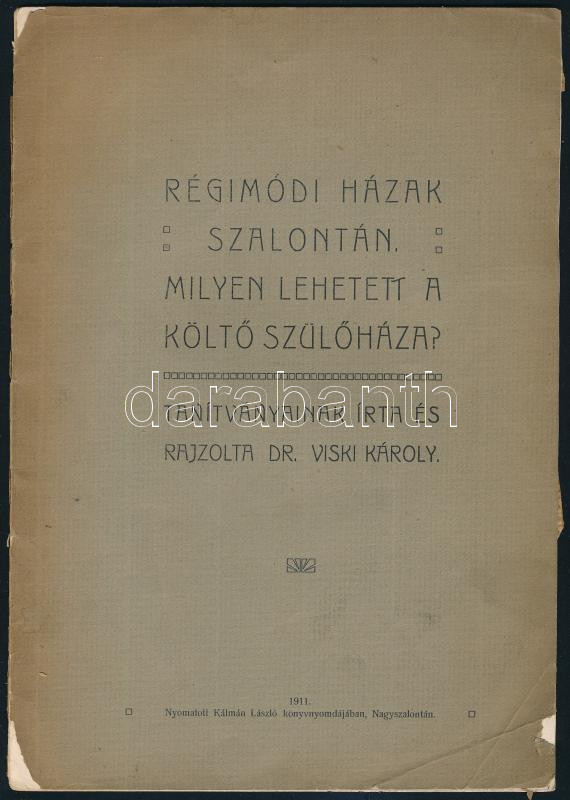 RÉGIMÓDI HÁZAK
SZALONTÁN.
MILYEN LEHETETT A
KÖLTŐ SZÜLŐHÁZA?
darabanth
TANÍTVÁNYAINAK ÍRTA ÉS
RAJZOLTA DR. VISKI KÁROLY.
1911.
Nyomatott Kálmán László könyvnyomdájában, Nagyszalontán.